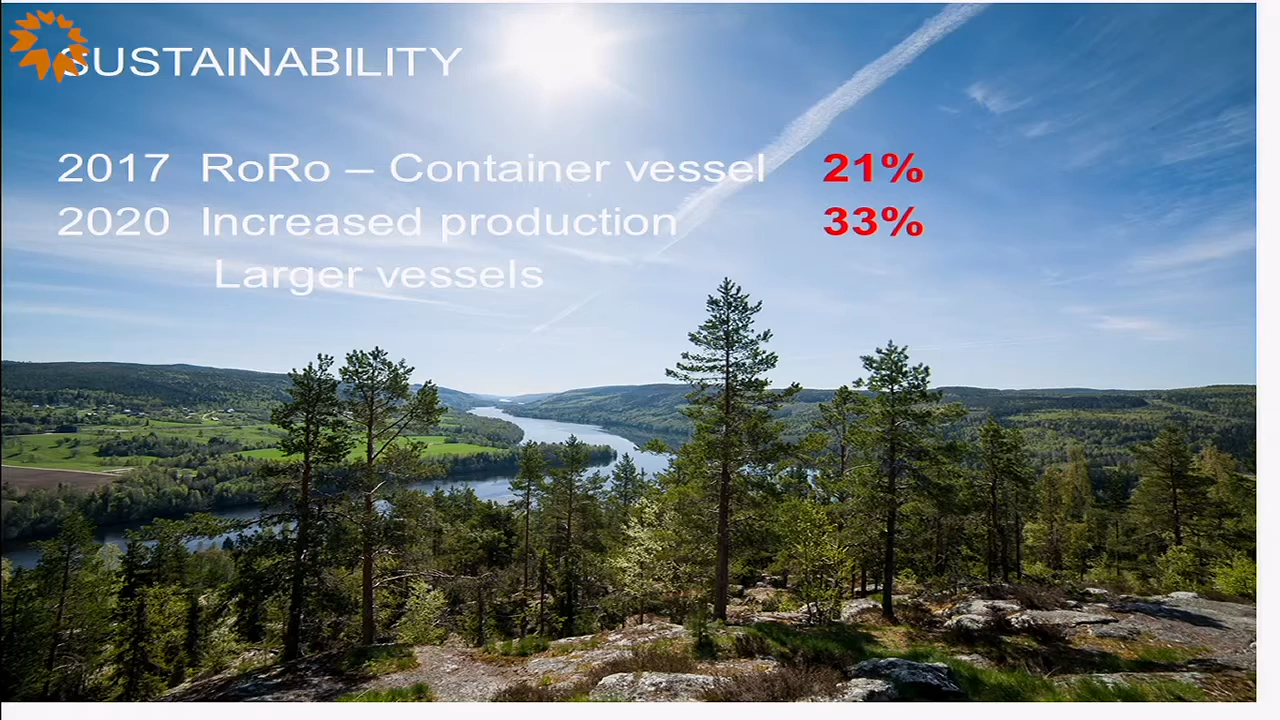 SUSTAINABILITY
2017 RoRo – Container vessel 21%
2020 Increased production 33%
Larger vessels